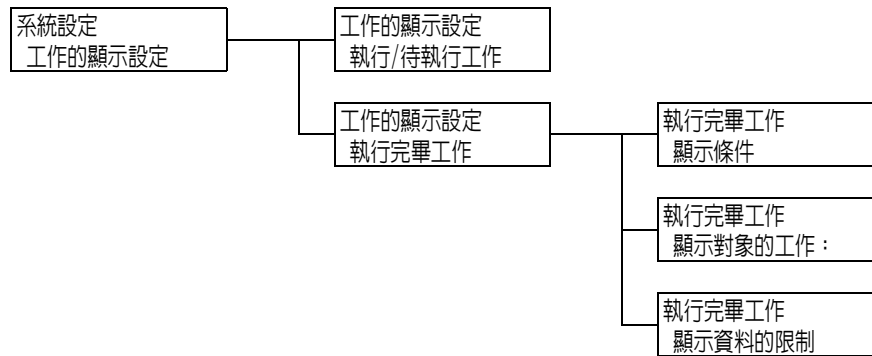 系統設定
工作的顯示設定
工作的顯示設定
執行/待執行工作
工作的顯示設定
執行完畢工作
執行完畢工作
顯示條件
執行完畢工作
顯示對象的工作：
執行完畢工作
顯示資料的限制